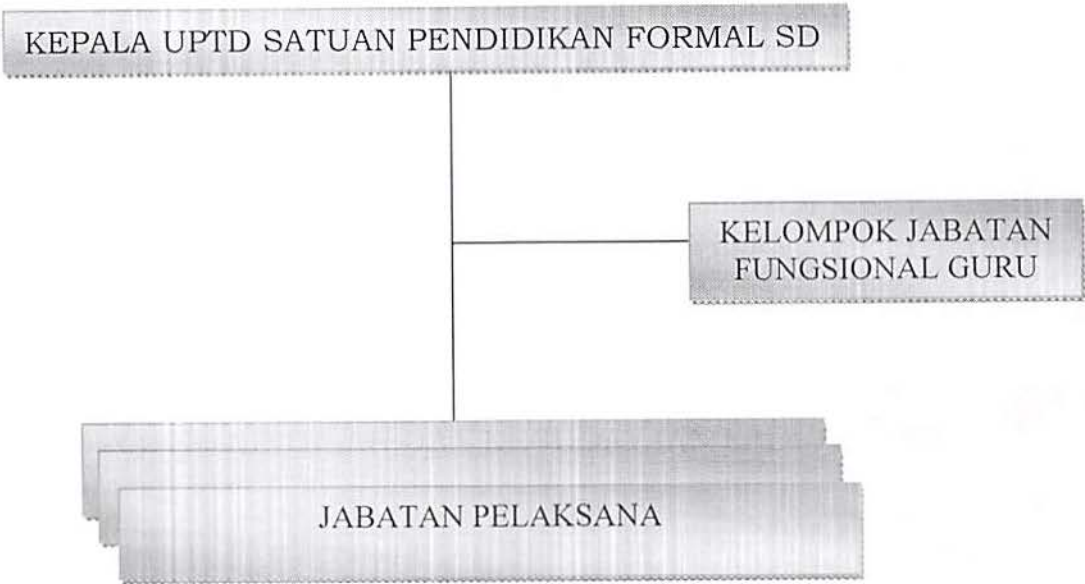 KEPALA UPTD SATUAN PENDIDIKAN FORMAL SD
KELOMPOK JABATAN
FUNGSIONAL GURU
JABATAN PELAKSANA